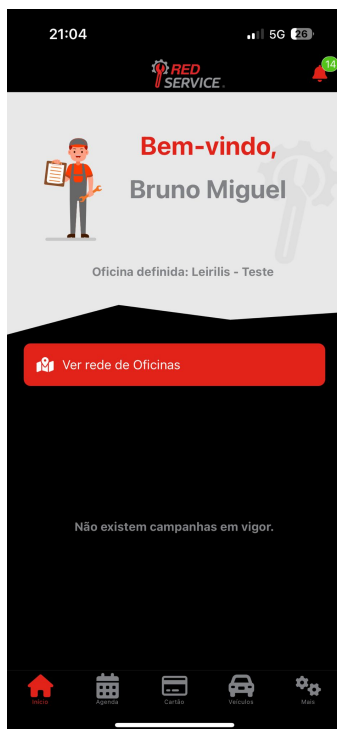 21:04
5G 26
RED
SERVICE.
14
Bem-vindo,
Bruno Miguel
Oficina definida: Leirilis - Teste
Ver rede de Oficinas
Não existem campanhas em vigor.
Início
Agenda
Cartão
Veículos
Mais